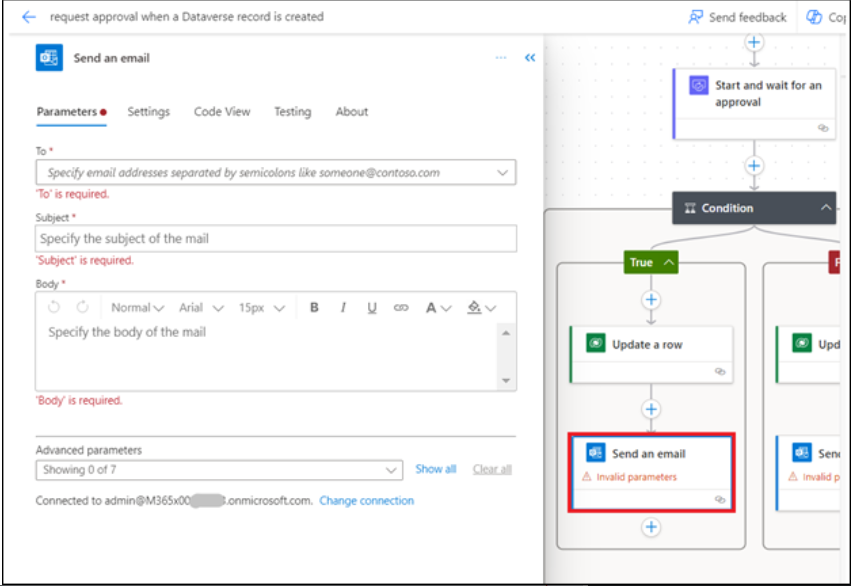 request approval when a Dataverse record is created
Send feedback
Send an email
Parameters
Settings
Code View
Testing
About
To *
Specify email addresses separated by semicolons like someone@contoso.com
'To' is required.
Subject *
Specify the subject of the mail
'Subject' is required.
Body *
Normal
Arial
15px
B
I
U
A
Specify the body of the mail
'Body' is required.
Advanced parameters
Showing 0 of 7
Show all
Clear all
Connected to admin@M365x00 .onmicrosoft.com. Change connection
Start and wait for an
approval
Condition
True
Update a row
Upd
Send an email
Invalid parameters
Sen
Invalid p